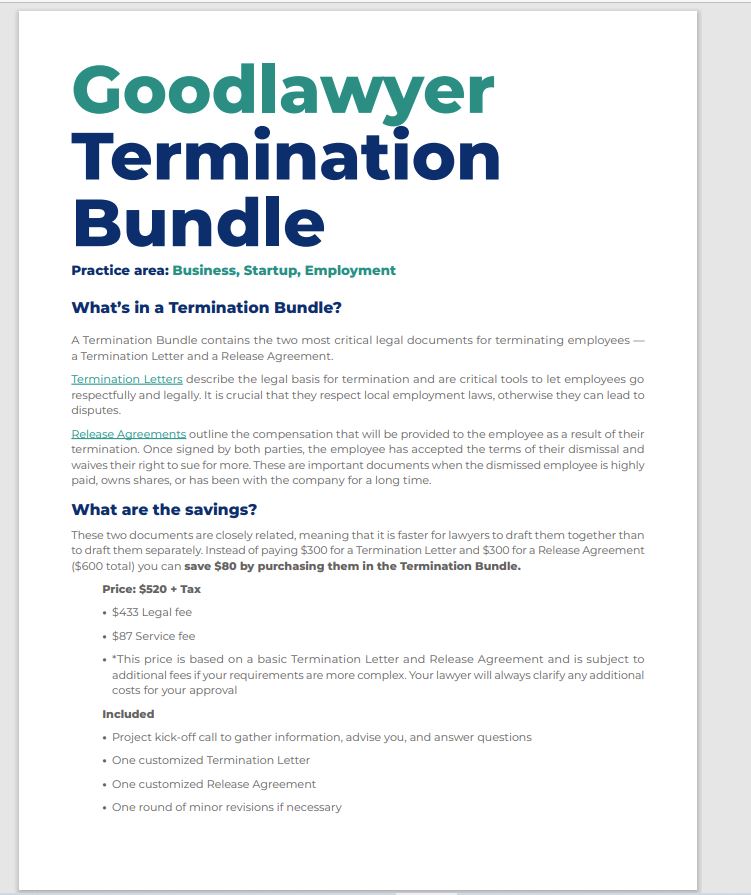 Goodlawyer
Termination
Bundle
Practice area: Business, Startup, Employment
What's in a Termination Bundle?
A Termination Bundle contains the two most critical legal documents for terminating employees —
a Termination Letter and a Release Agreement.
Termination Letters describe the legal basis for termination and are critical tools to let employees go
respectfully and legally. It is crucial that they respect local employment laws, otherwise they can lead to
disputes.
Release Agreements outline the compensation that will be provided to the employee as a result of their
termination. Once signed by both parties, the employee has accepted the terms of their dismissal and
waives their right to sue for more. These are important documents when the dismissed employee is highly
paid, owns shares, or has been with the company for a long time.
What are the savings?
These two documents are closely related, meaning that it is faster for lawyers to draft them together than
to draft them separately. Instead of paying $300 for a Termination Letter and $300 for a Release Agreement
($600 total) you can save $80 by purchasing them in the Termination Bundle.
Price: $520 + Tax
• $433 Legal fee
• $87 Service fee
• *This price is based on a basic Termination Letter and Release Agreement and is subject to
additional fees if your requirements are more complex. Your lawyer will always clarify any additional
costs for your approval
Included
• Project kick-off call to gather information, advise you, and answer questions
• One customized Termination Letter
• One customized Release Agreement
• One round of minor revisions if necessary